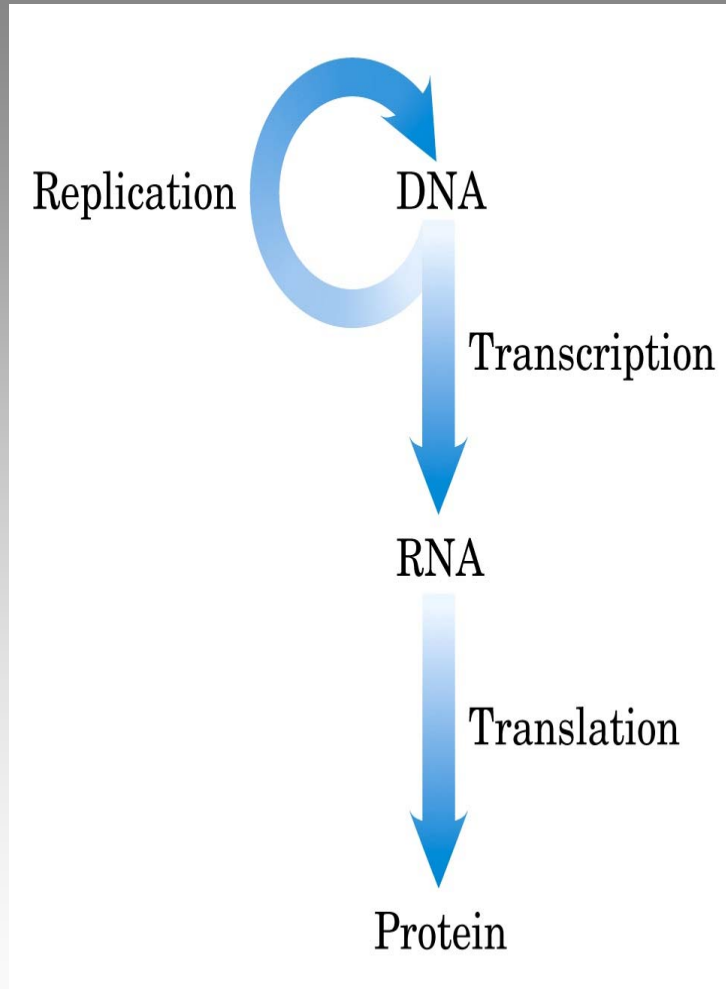 Replication
DNA
Transcription
RNA
Translation
Protein